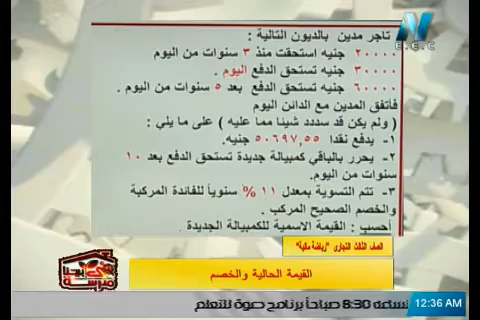 تاجر مدين بالديون التالية :
٢٠٠٠٠ جنيه استحقت منذ ٣ سنوات من اليوم
٣٠٠٠٠ جنيه تستحق الدفع اليوم .
٦٠٠٠٠ جنيه تستحق الدفع بعد ٥ سنوات من اليوم .
فأتفق المدين مع الدائن اليوم
( ولم يكن قد سدد شيئا مما عليه ) على ما يلي :
١- يدفع نقدا ٥٠٦٩٧,٥٥ جنيه.
٢- يحرر بالباقي كمبيالة جديدة تستحق الدفع بعد ١٠
سنوات من اليوم.
٣- تتم التسوية بمعدل ١١ % سنوياً للفائدة المركبة
والخصم الصحيح المركب .
أحسب : القيمة الاسمية للكمبيالة الجديدة .
E.E.C
الصف الثالث التجارى "رياضة مالية"
القيمة الحالية والخصم
8:30 صباحاً برنامج دعوة للتعلم
12:36 AM